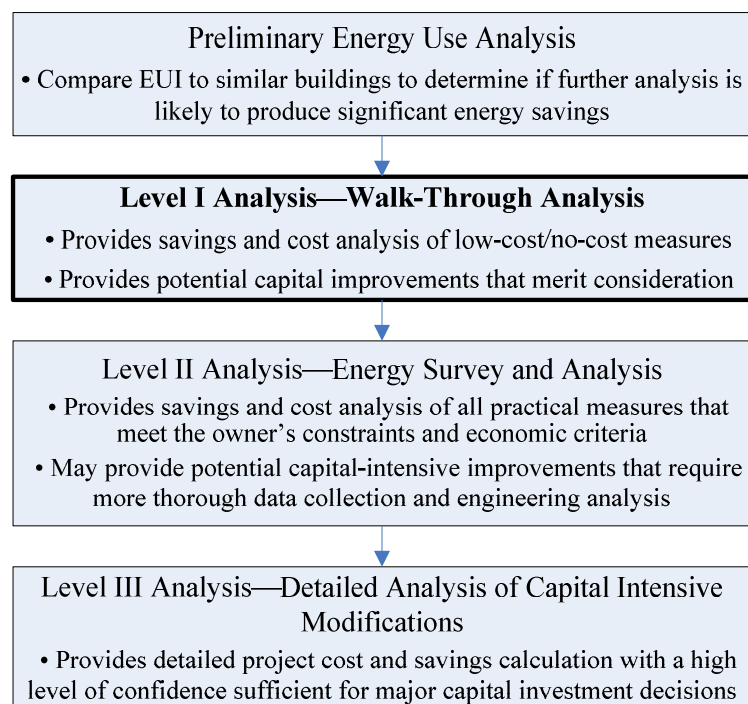 Preliminary Energy Use Analysis
• Compare EUI to similar buildings to determine if further analysis is
likely to produce significant energy savings
Level I Analysis—Walk-Through Analysis
• Provides savings and cost analysis of low-cost/no-cost measures
• Provides potential capital improvements that merit consideration
Level II Analysis—Energy Survey and Analysis
• Provides savings and cost analysis of all practical measures that
meet the owner’s constraints and economic criteria
• May provide potential capital-intensive improvements that require
more thorough data collection and engineering analysis
Level III Analysis—Detailed Analysis of Capital Intensive
Modifications
• Provides detailed project cost and savings calculation with a high
level of confidence sufficient for major capital investment decisions